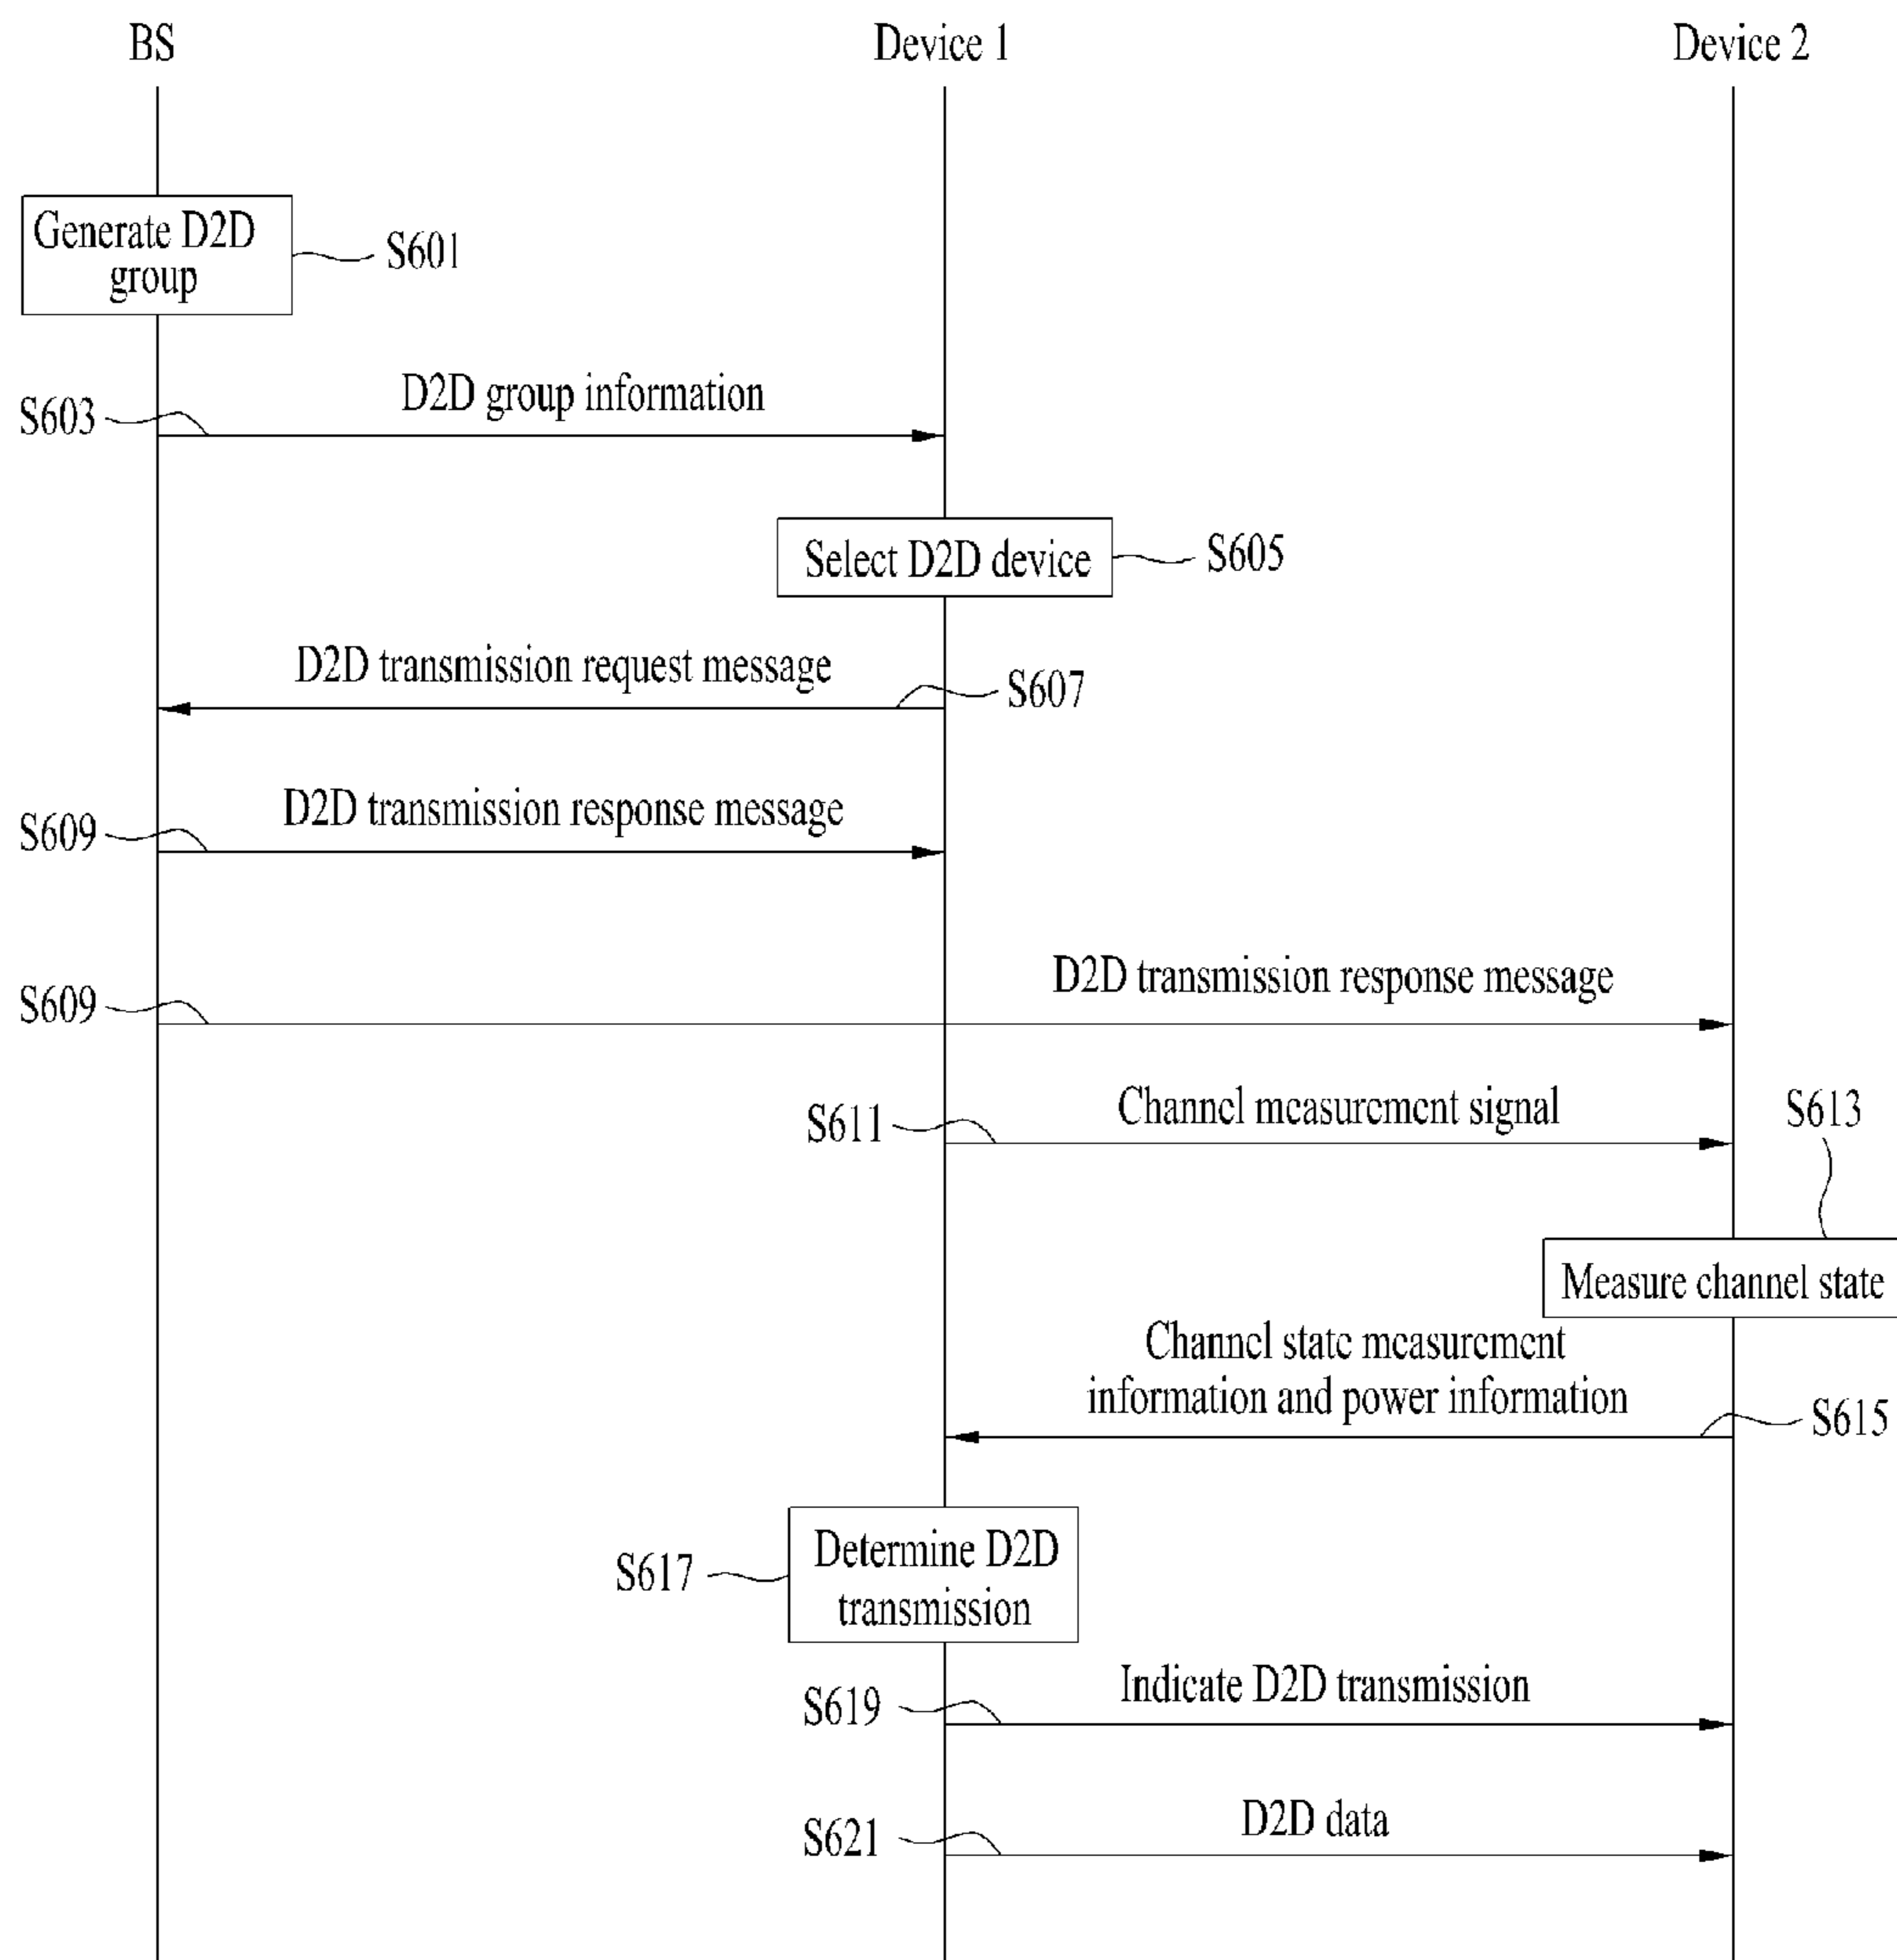 BS
Device 1
Device 2
Generate D2D
group
S601
D2D group information
S603
Select D2D device
S605
D2D transmission request message
S607
D2D transmission response message
S609
D2D transmission response message
S609
Channel measurement signal
S611
S613
Measure channel state
Channel state measurement
information and power information
S615
Determine D2D
transmission
S617
Indicate D2D transmission
S619
D2D data
S621